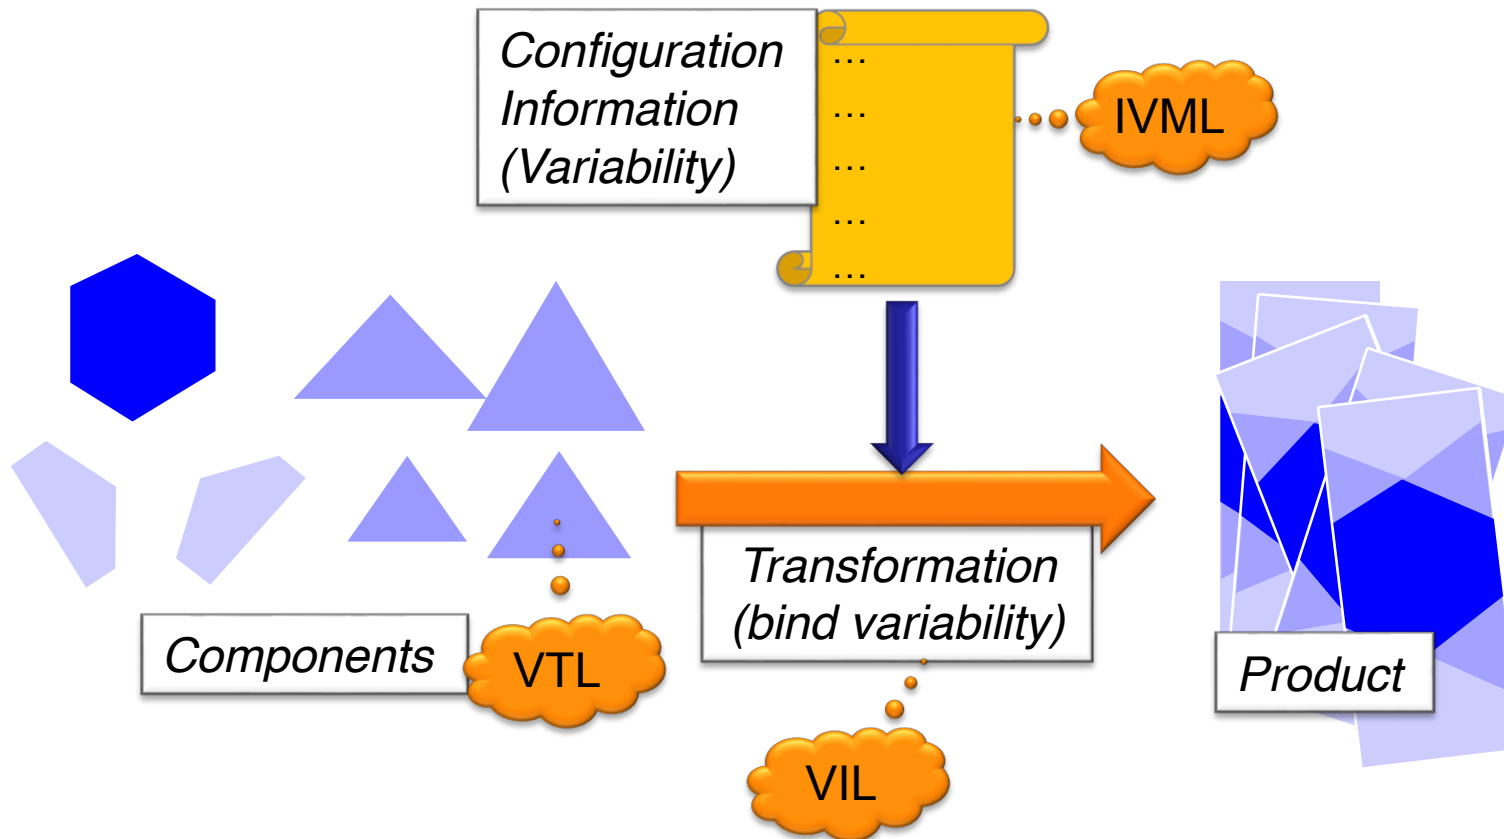 Configuration
Information
(Variability)
...
...
...
...
...
IVML
Transformation
(bind variability)
Components
VTL
Product
VIL